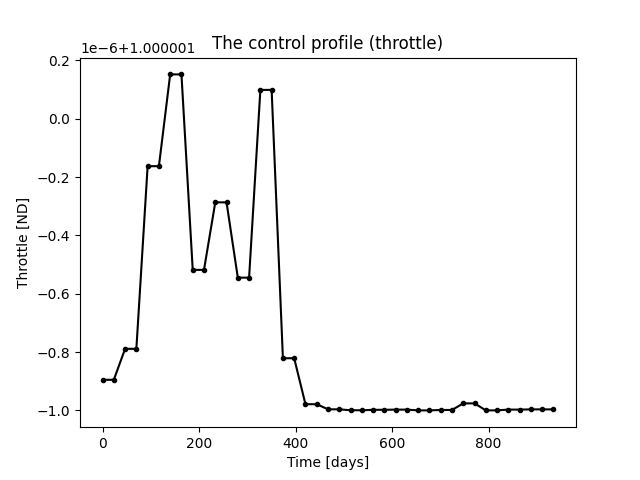 The control profile (throttle)
1e−6+1.000001
0.2
0.0
−0.2
−0.4
−0.6
−0.8
−1.0
Throttle [ND]
0 200 400 600 800
Time [days]